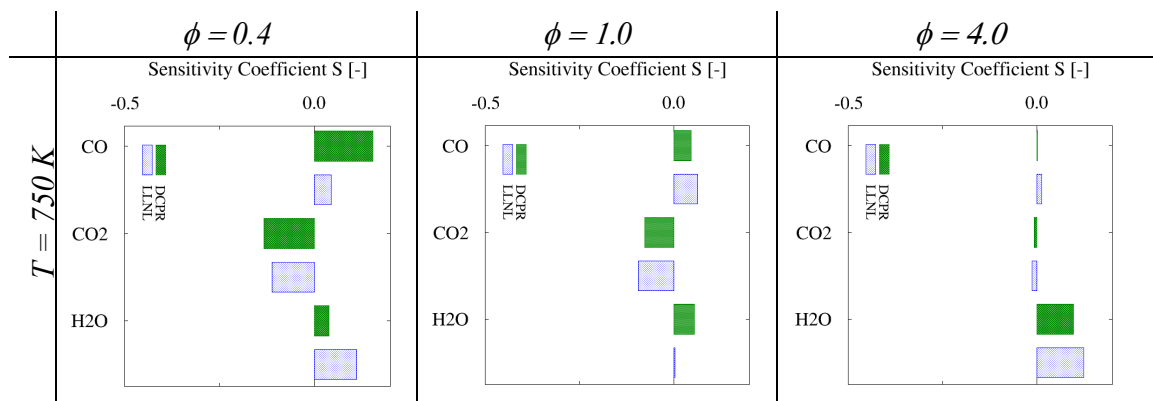 ϕ = 0.4
ϕ = 1.0
ϕ = 4.0
T = 750 K
Sensitivity Coefficient S [-]
-0.5 0.0
CO
CO2
H2O
DCPR
LLNL
Sensitivity Coefficient S [-]
-0.5 0.0
CO
CO2
H2O
DCPR
LLNL
Sensitivity Coefficient S [-]
-0.5 0.0
CO
CO2
H2O
DCPR
LLNL